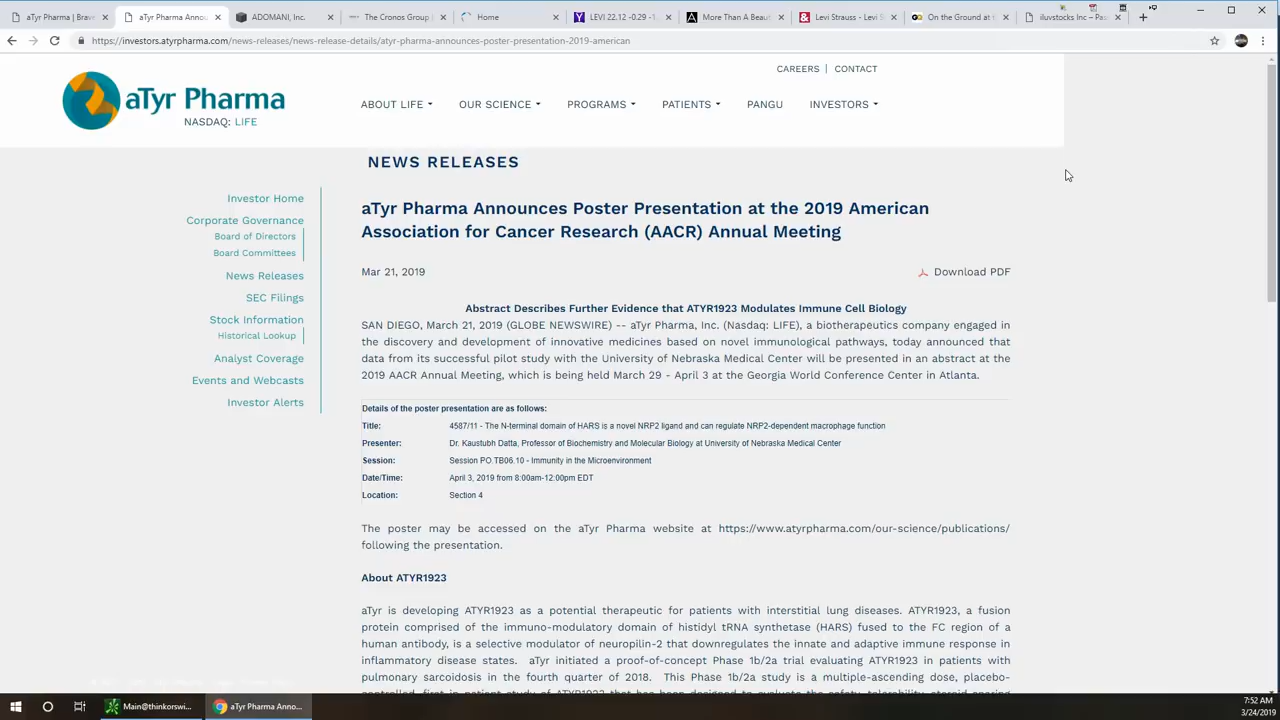 aTyr Pharma | Brav
aTyr Pharma Annou
ADOMANI, Inc.
The Cronos Group
Home
LEVI 22.12 -0.29 -1
More Than A Beau
Levi Strauss - Levi S
On the Ground at th
iluvstocks Inc – Pa
https://investors.atyrpharma.com/news-releases/news-release-details/atyr-pharma-announces-poster-presentation-2019-american
CAREERS | CONTACT
aTyr Pharma
NASDAQ: LIFE
ABOUT LIFE
OUR SCIENCE
PROGRAMS
PATIENTS
PANGU
INVESTORS
NEWS RELEASES
Investor Home
Corporate Governance
Board of Directors
Board Committees
News Releases
SEC Filings
Stock Information
Historical Lookup
Analyst Coverage
Events and Webcasts
Investor Alerts
aTyr Pharma Announces Poster Presentation at the 2019 American
Association for Cancer Research (AACR) Annual Meeting
Mar 21, 2019
Download PDF
Abstract Describes Further Evidence that ATYR1923 Modulates Immune Cell Biology
SAN DIEGO, March 21, 2019 (GLOBE NEWSWIRE) -- aTyr Pharma, Inc. (Nasdaq: LIFE), a biotherapeutics company engaged in
the discovery and development of innovative medicines based on novel immunological pathways, today announced that
data from its successful pilot study with the University of Nebraska Medical Center will be presented in an abstract at the
2019 AACR Annual Meeting, which is being held March 29 - April 3 at the Georgia World Conference Center in Atlanta.
Details of the poster presentation are as follows:
Title: 4587/11 - The N-terminal domain of HARS is a novel NRP2 ligand and can regulate NRP2-dependent macrophage function
Presenter: Dr. Kaustubh Datta, Professor of Biochemistry and Molecular Biology at University of Nebraska Medical Center
Session: Session PO.TB06.10 - Immunity in the Microenvironment
Date/Time: April 3, 2019 from 8:00am-12:00pm EDT
Location: Section 4
The poster may be accessed on the aTyr Pharma website at https://www.atyrpharma.com/our-science/publications/
following the presentation.
About ATYR1923
aTyr is developing ATYR1923 as a potential therapeutic for patients with interstitial lung diseases. ATYR1923, a fusion
protein comprised of the immuno-modulatory domain of histidyl tRNA synthetase (HARS) fused to the FC region of a
human antibody, is a selective modulator of neuropilin-2 that downregulates the innate and adaptive immune response in
inflammatory disease states. aTyr initiated a proof-of-concept Phase 1b/2a trial evaluating ATYR1923 in patients with
pulmonary sarcoidosis in the fourth quarter of 2018. This Phase 1b/2a study is a multiple-ascending dose, placebo-
Main@thinkorswi...
aTyr Pharma Anno...
7:52 AM
3/24/2019